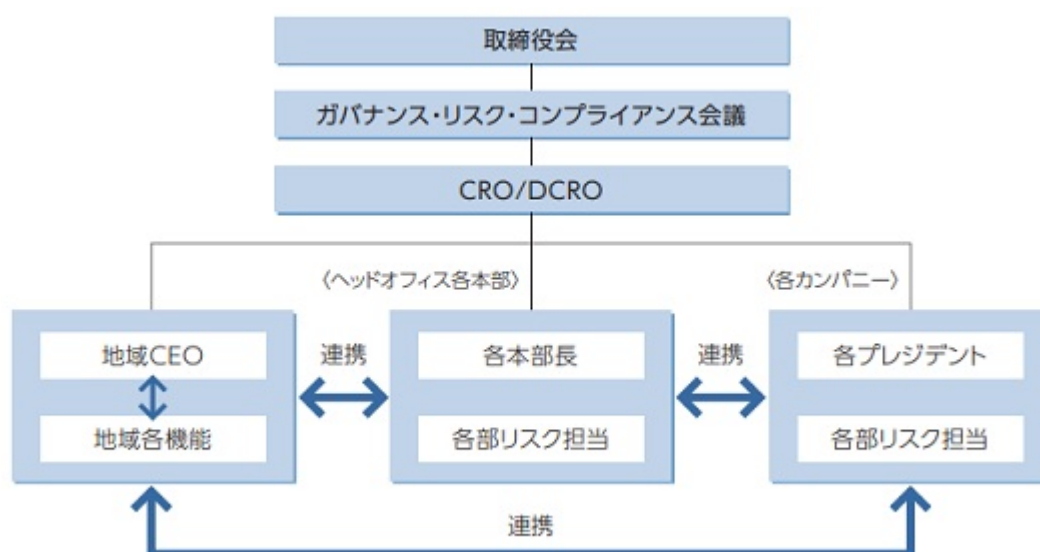 取締役会
ガバナンス・リスク・コンプライアンス会議
CRO/DCRO
〈ヘッドオフィス各本部〉
〈各カンパニー〉
地域CEO
地域各機能
連携
各本部長
各部リスク担当
連携
各プレジデント
各部リスク担当
連携